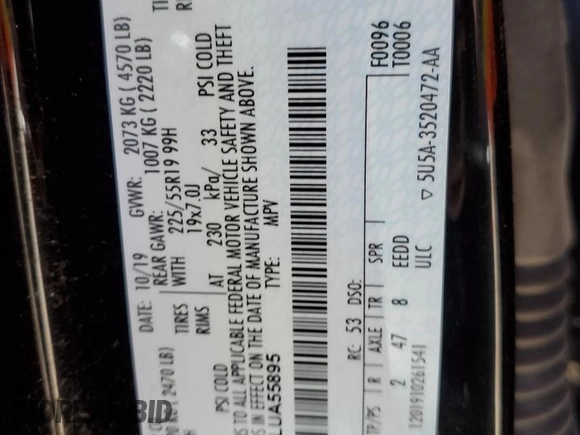 DATE: 10/19 GVWR: 2073 KG ( 4570 LB)
REAR GAWR: 1007 KG ( 2220 LB)
WITH 225/55R19 99H
TIRES 19x7.0J
RIMS
2470 LB) AT 230 kPa/ 33 PSI COLD
PSI COLD
S TO ALL APPLICABLE FEDERAL MOTOR VEHICLE SAFETY AND THEFT
S IN EFFECT ON THE DATE OF MANUFACTURE SHOWN ABOVE.
LUA55895 TYPE: MPV
F0096
T0006
RC: 53 DSO:
TP/PS R AXLE TR SPR
2 47 8 EEDD
1201910261541 ULC
▽ 5U5A-3520472-AA